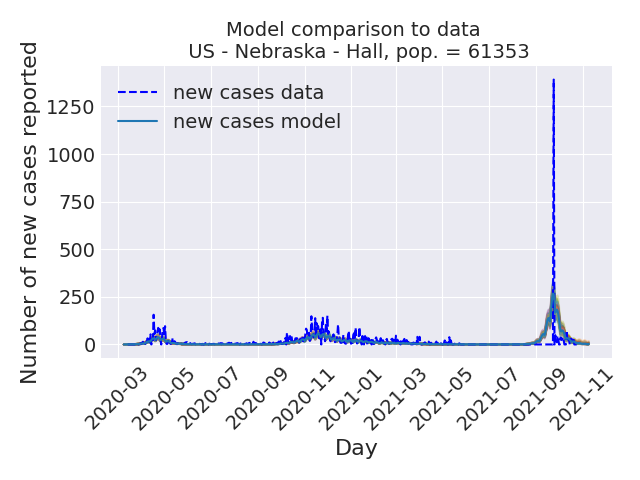 Model comparison to data
US - Nebraska - Hall, pop. = 61353
Number of new cases reported
new cases data
new cases model
1250
1000
750
500
250
0
2020-03
2020-05
2020-07
2020-09
2020-11
2021-01
2021-03
2021-05
2021-07
2021-09
2021-11
Day